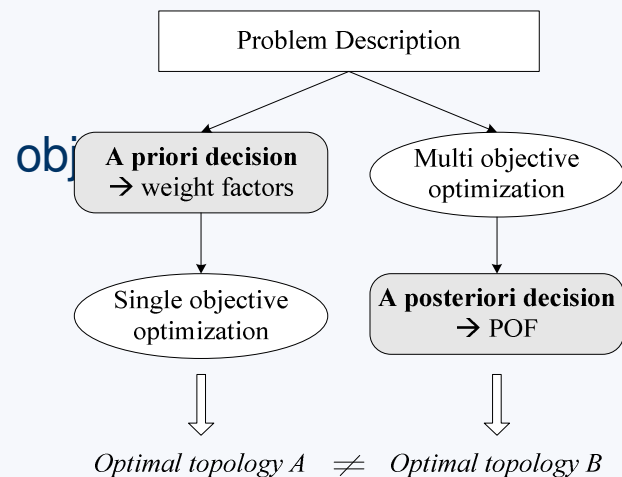 Problem Description
obj
A priori decision
→ weight factors
Multi objective
optimization
Single objective
optimization
A posteriori decision
→ POF
Optimal topology A ≠ Optimal topology B